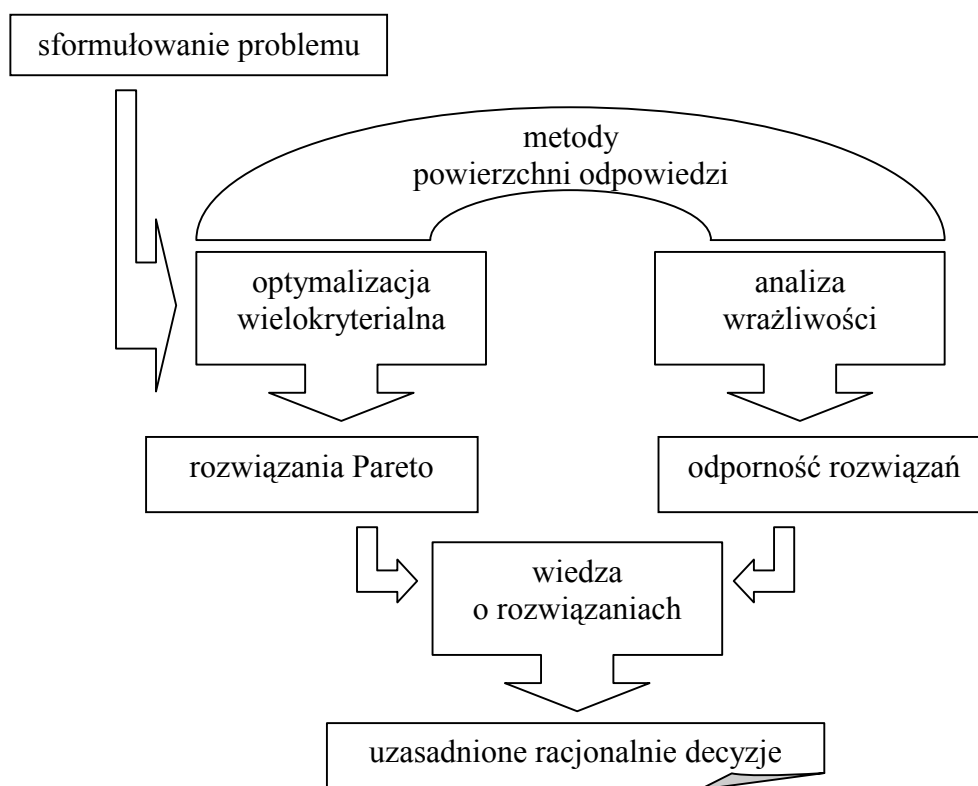 sformułowanie problemu
metody
powierzchni odpowiedzi
optymalizacja
wielokryterialna
analiza
wrażliwości
rozwiązania Pareto
odporność rozwiązań
wiedza
o rozwiązaniach
uzasadnione racjonalnie decyzje